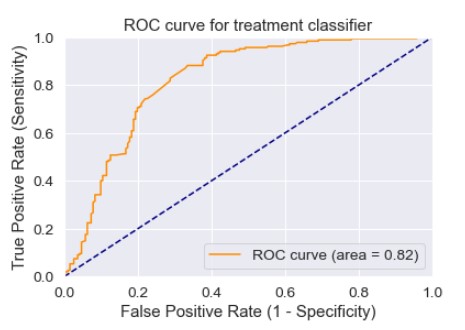 ROC curve for treatment classifier
1.0
0.8
0.6
0.4
0.2
0.0
True Positive Rate (Sensitivity)
ROC curve (area = 0.82)
0.0 0.2 0.4 0.6 0.8 1.0
False Positive Rate (1 - Specificity)